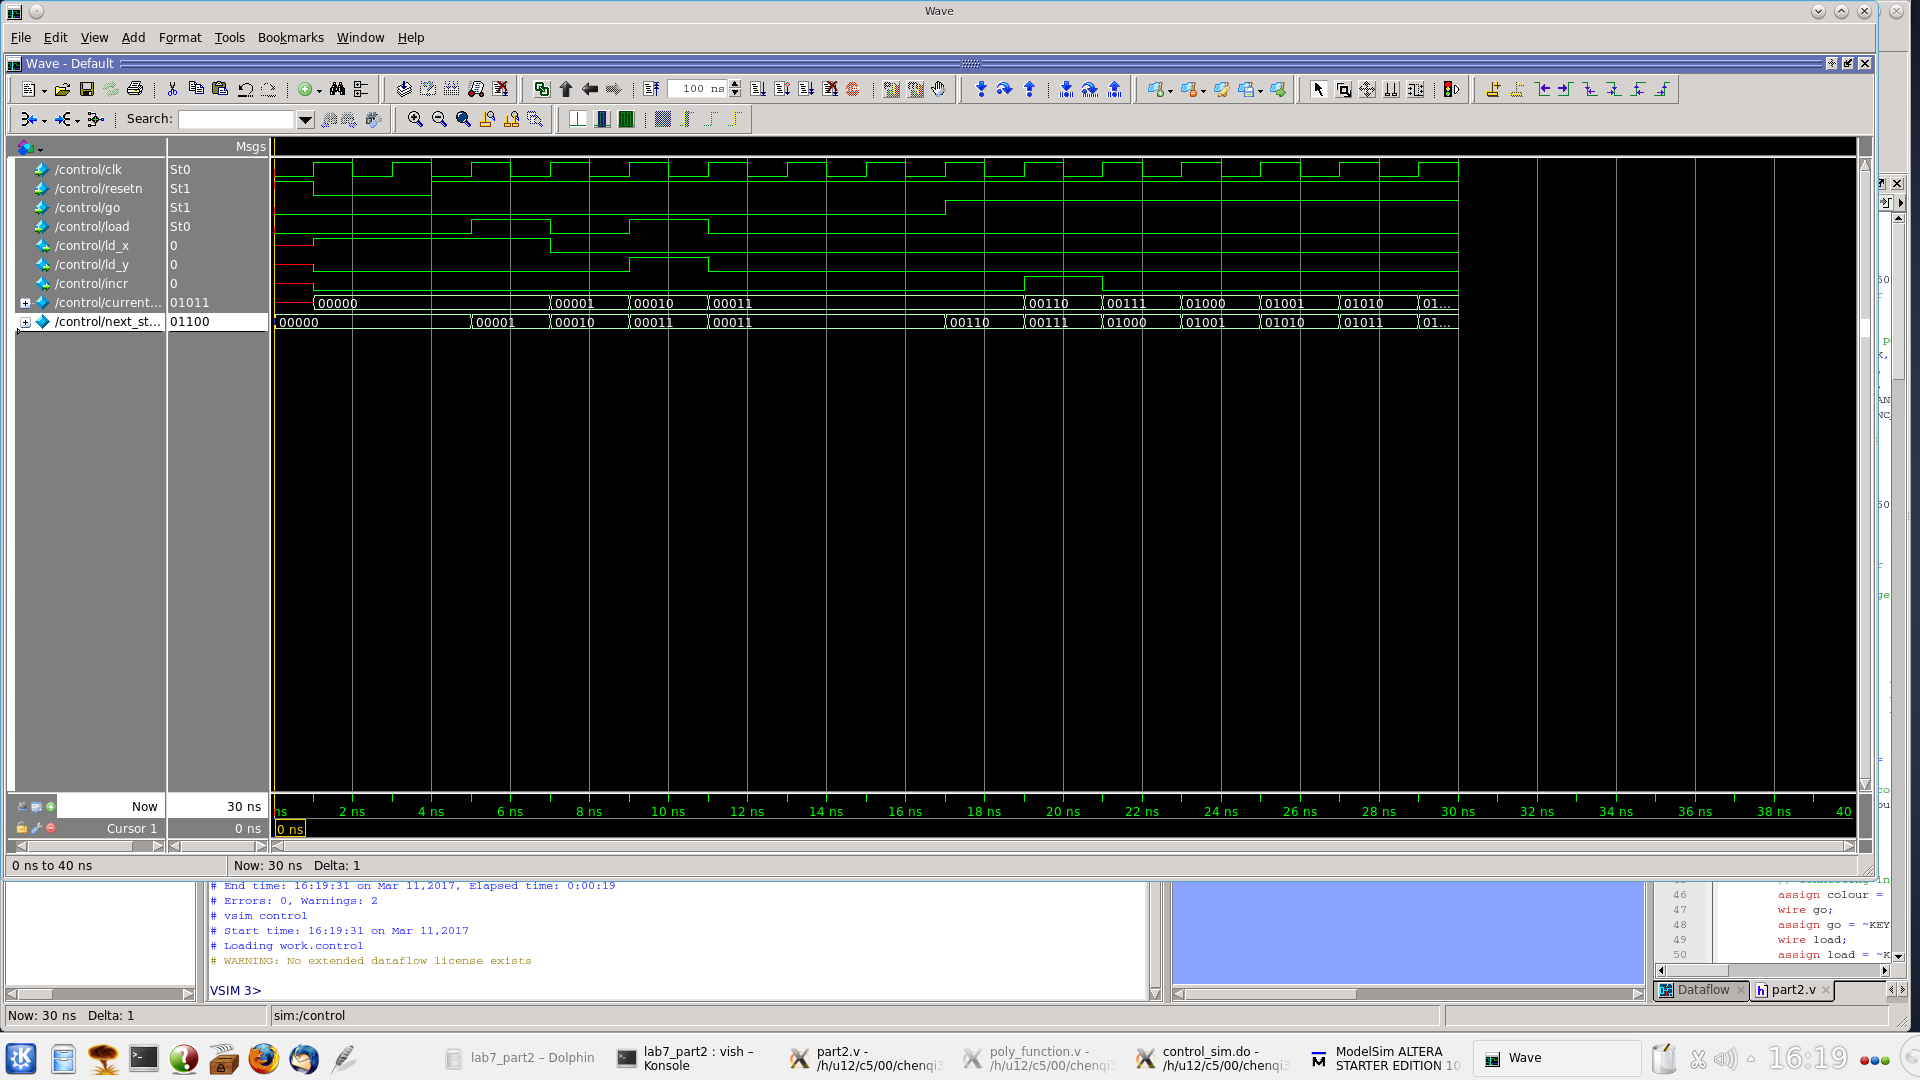 Wave
File Edit View Add Format Tools Bookmarks Window Help
Wave - Default
100 ns
Search:
Msgs
/control/clk St0
/control/resetn St1
/control/go St1
/control/load St0
/control/ld_x 0
/control/ld_y 0
/control/incr 0
/control/current... 01011 00000 00001 00010 00011 00110 00111 01000 01001 01010 01...
/control/next_st... 01100 00000 00001 00010 00011 00011 00110 00111 01000 01001 01010 01011 01...
Now 30 ns ns 2 ns 4 ns 6 ns 8 ns 10 ns 12 ns 14 ns 16 ns 18 ns 20 ns 22 ns 24 ns 26 ns 28 ns 30 ns 32 ns 34 ns 36 ns 38 ns 40
Cursor 1 0 ns 0 ns
0 ns to 40 ns Now: 30 ns Delta: 1
# End time: 16:19:31 on Mar 11,2017, Elapsed time: 0:00:19
# Errors: 0, Warnings: 2
# vsim control
# Start time: 16:19:31 on Mar 11,2017
# Loading work.control
# WARNING: No extended dataflow license exists
VSIM 3>
46 assign colour =
47 wire go;
48 assign go = ~KEY
49 wire load;
50 assign load = ~K
Dataflow part2.v
Now: 30 ns Delta: 1 sim:/control
lab7_part2 – Dolphin
lab7_part2 : vish – Konsole
part2.v - /h/u12/c5/00/chenqi3
poly_function.v - /h/u12/c5/00/chenqi3
control_sim.do - /h/u12/c5/00/chenqi3
ModelSim ALTERA STARTER EDITION 10
Wave
16:19